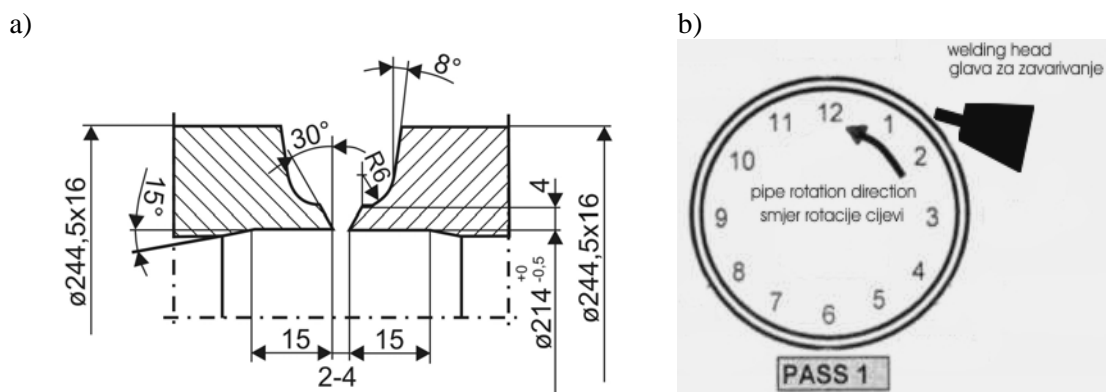 a)
8°
30°
R6
15°
4
ø244,5x16
ø214 +0 -0,5
ø244,5x16
15
15
2-4
b)
welding head
glava za zavarivanje
12
1
11
2
10
pipe rotation direction
smjer rotacije cijevi
9
3
8
4
7
5
6
PASS 1